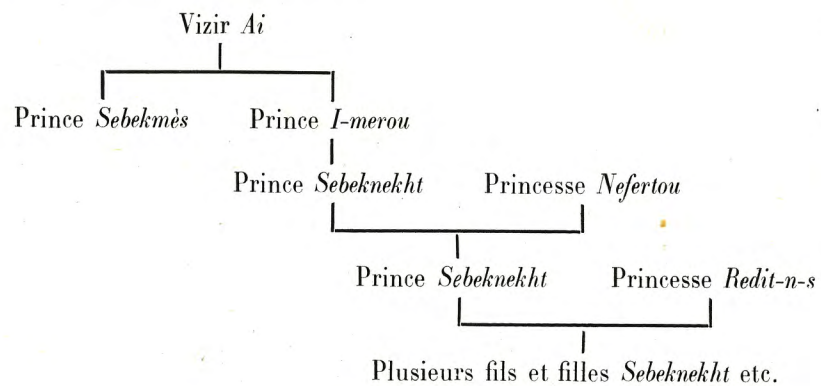 Vizir Ai
Prince Sebekmès Prince I-merou
Prince Sebeknekht Princesse Nefertou
Prince Sebeknekht Princesse Redit-n-s
Plusieurs fils et filles Sebeknekht etc.